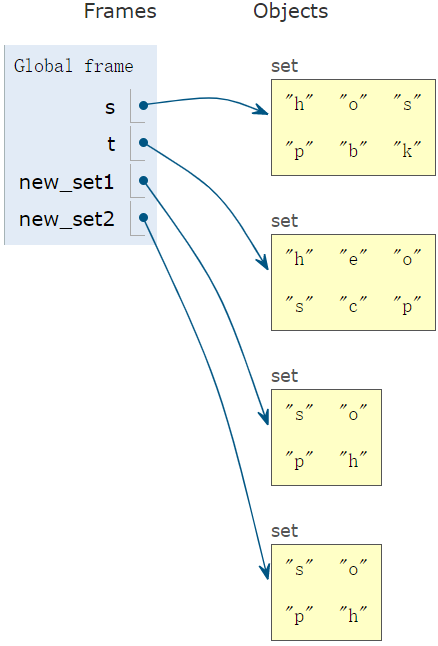 Frames Objects
Global frame
s
t
new_set1
new_set2
set
"h" "o" "s"
"p" "b" "k"
set
"h" "e" "o"
"s" "c" "p"
set
"s" "o"
"p" "h"
set
"s" "o"
"p" "h"